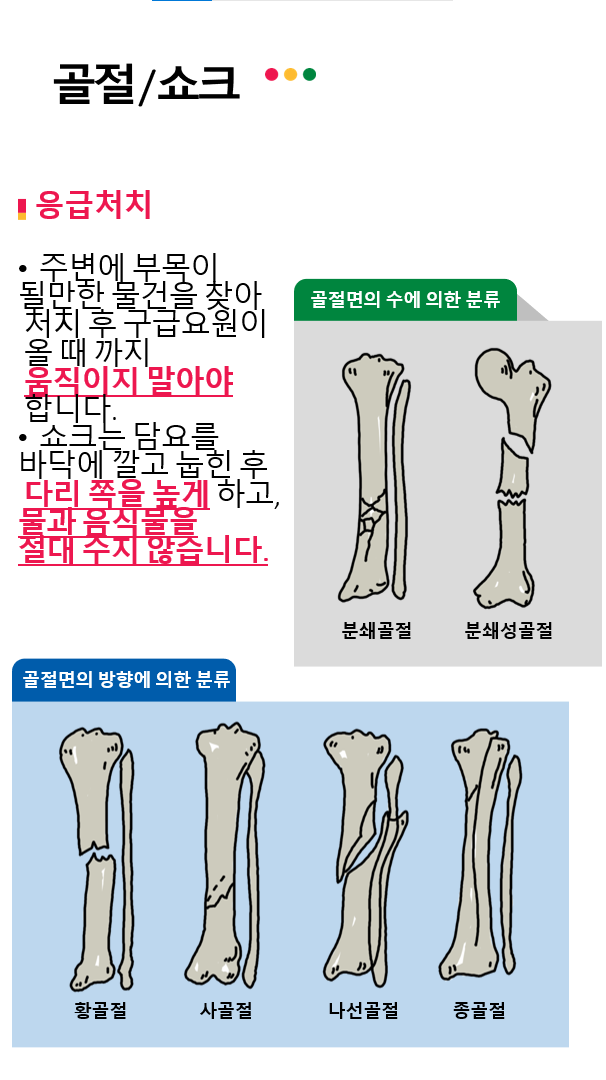 골절/쇼크
응급처치
• 주변에 부목이
될만한 물건을 찾아
처치 후 구급요원이
올 때 까지
움직이지 말아야
합니다.
• 쇼크는 담요를
바닥에 깔고 눕힌 후
다리 쪽을 높게 하고,
물과 음식물을
절대 주지 않습니다.
골절면의 수에 의한 분류
분쇄골절 분쇄성골절
골절면의 방향에 의한 분류
황골절 사골절 나선골절 종골절